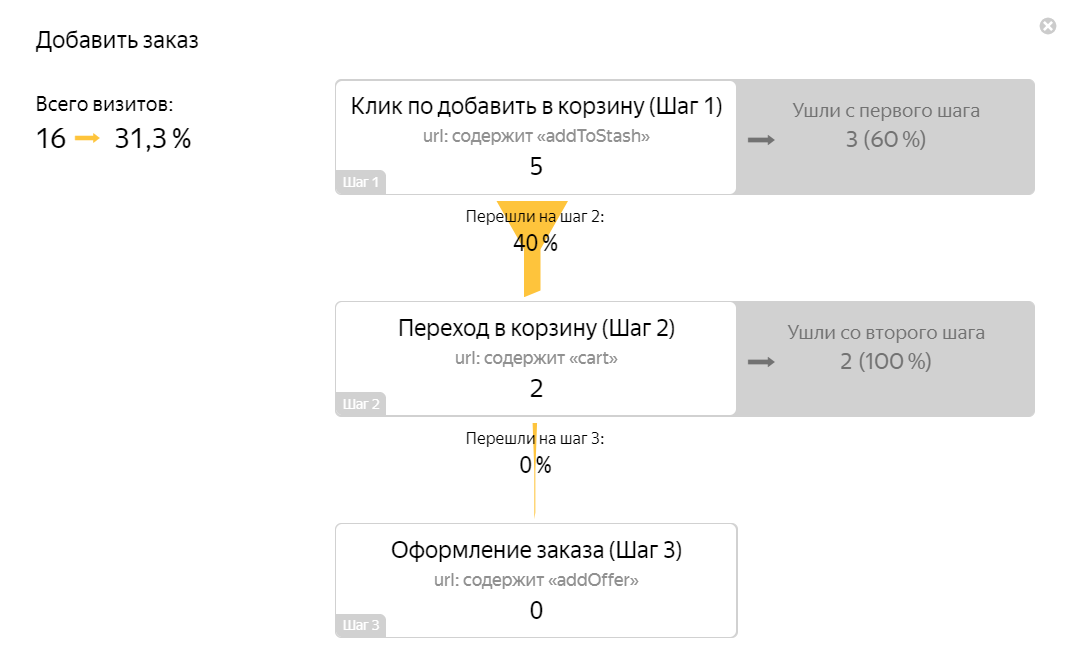 Добавить заказ
Всего визитов:
16 31,3 %
Клик по добавить в корзину (Шаг 1)
url: содержит «addToStash»
5
Шаг 1
Ушли с первого шага
3 (60 %)
Перешли на шаг 2:
40 %
Переход в корзину (Шаг 2)
url: содержит «cart»
2
Шаг 2
Ушли со второго шага
2 (100 %)
Перешли на шаг 3:
0 %
Оформление заказа (Шаг 3)
url: содержит «addOffer»
0
Шаг 3